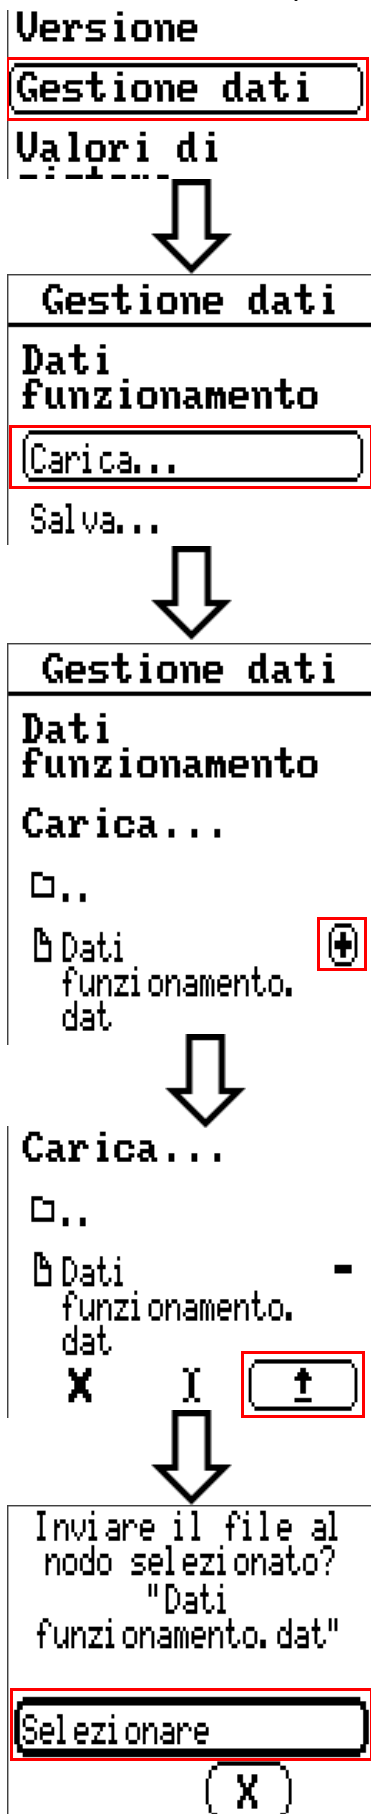 Versione
Gestione dati
Valori di
Gestione dati
Dati
funzionamento
Carica...
Salva...
Gestione dati
Dati
funzionamento
Carica...
..
Dati
funzionamento.
dat
Carica...
..
Dati
funzionamento.
dat
X
Inviare il file al
nodo selezionato?
"Dati
funzionamento.dat"
Selezionare
X